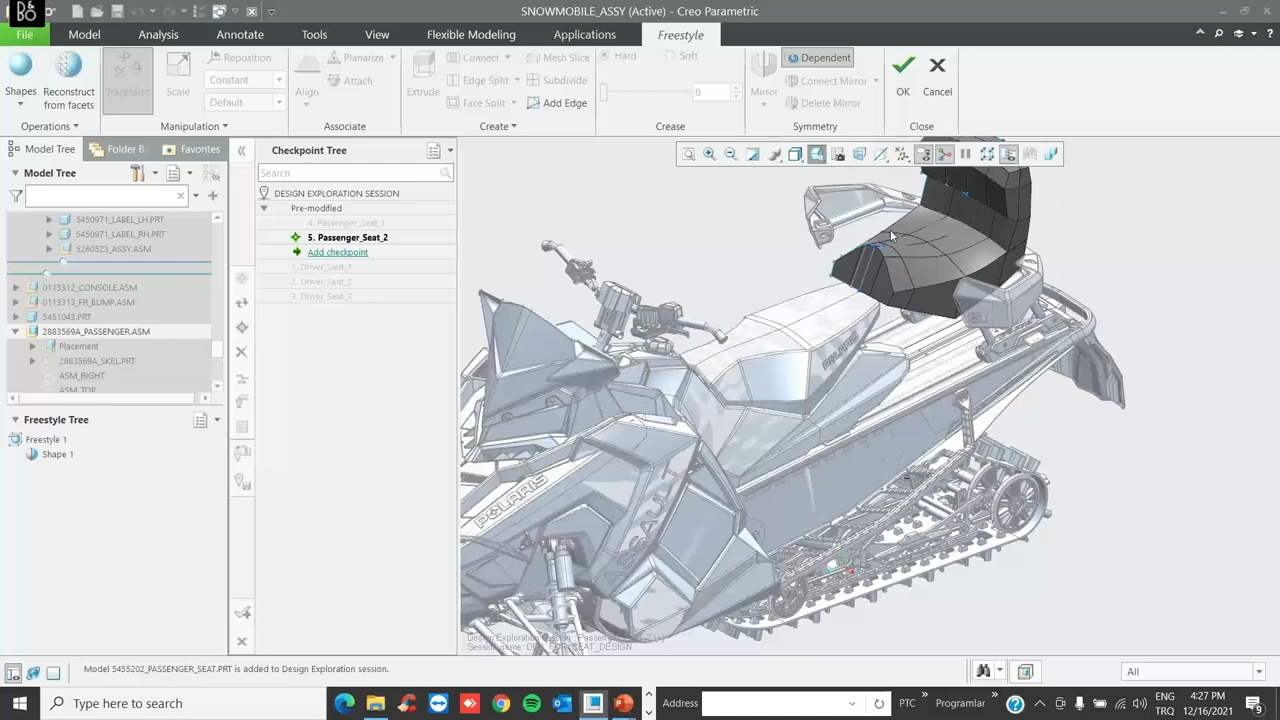 B&O
SNOWMOBILE_ASSY (Active) - Creo Parametric
File Model Analysis Annotate Tools View Flexible Modeling Applications Freestyle
Shapes
Reconstruct from facets
Transform
Scale
Reposition
Constant
Default
Align
Planarize
Attach
Extrude
Connect
Edge Split
Face Split
Mesh Slice
Subdivide
Add Edge
Hard Soft
0
Mirror
Dependent
Connect Mirror
Delete Mirror
OK
Cancel
Operations Manipulation Associate Create Crease Symmetry Close
Model Tree Folder B Favorites
Model Tree
5450971_LABEL_LH.PRT
5450971_LABEL_RH.PRT
5260523_ASSY.ASM
0113312_CONSOLE.ASM
0113313_FR_BUMP.ASM
5451043.PRT
2883569A_PASSENGER.ASM
Placement
2883569A_SKEL.PRT
ASM_RIGHT
ASM_TOP
Freestyle Tree
Freestyle 1
Shape 1
Checkpoint Tree
Search
DESIGN EXPLORATION SESSION
Pre-modified
4. Passenger_Seat_1
5. Passenger_Seat_2
Add checkpoint
1. Driver_Seat_1
2. Driver_Seat_2
3. Driver_Seat_3
POLARIS
POLARIS
ASSAULT
Model 5455202_PASSENGER_SEAT.PRT is added to Design Exploration session.
All
Type here to search
Address
PTC
Programlar
ENG
TRQ
4:27 PM
12/16/2021